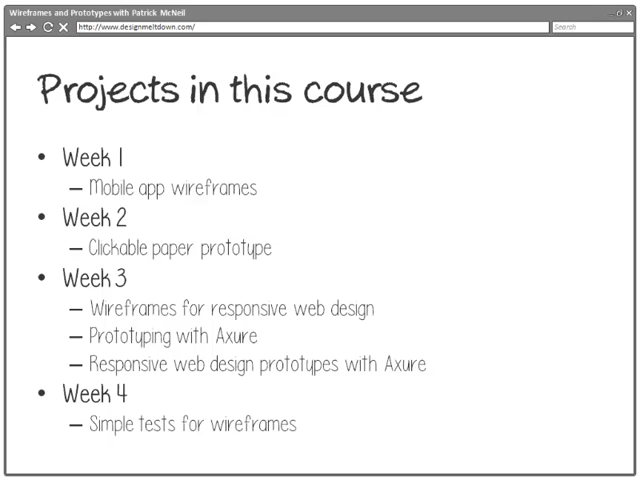 Wireframes and Prototypes with Patrick McNeil
http://www.designmeltdown.com/
Search
Projects in this course
• Week 1
– Mobile app wireframes
• Week 2
– Clickable paper prototype
• Week 3
– Wireframes for responsive web design
– Prototyping with Axure
– Responsive web design prototypes with Axure
• Week 4
– Simple tests for wireframes